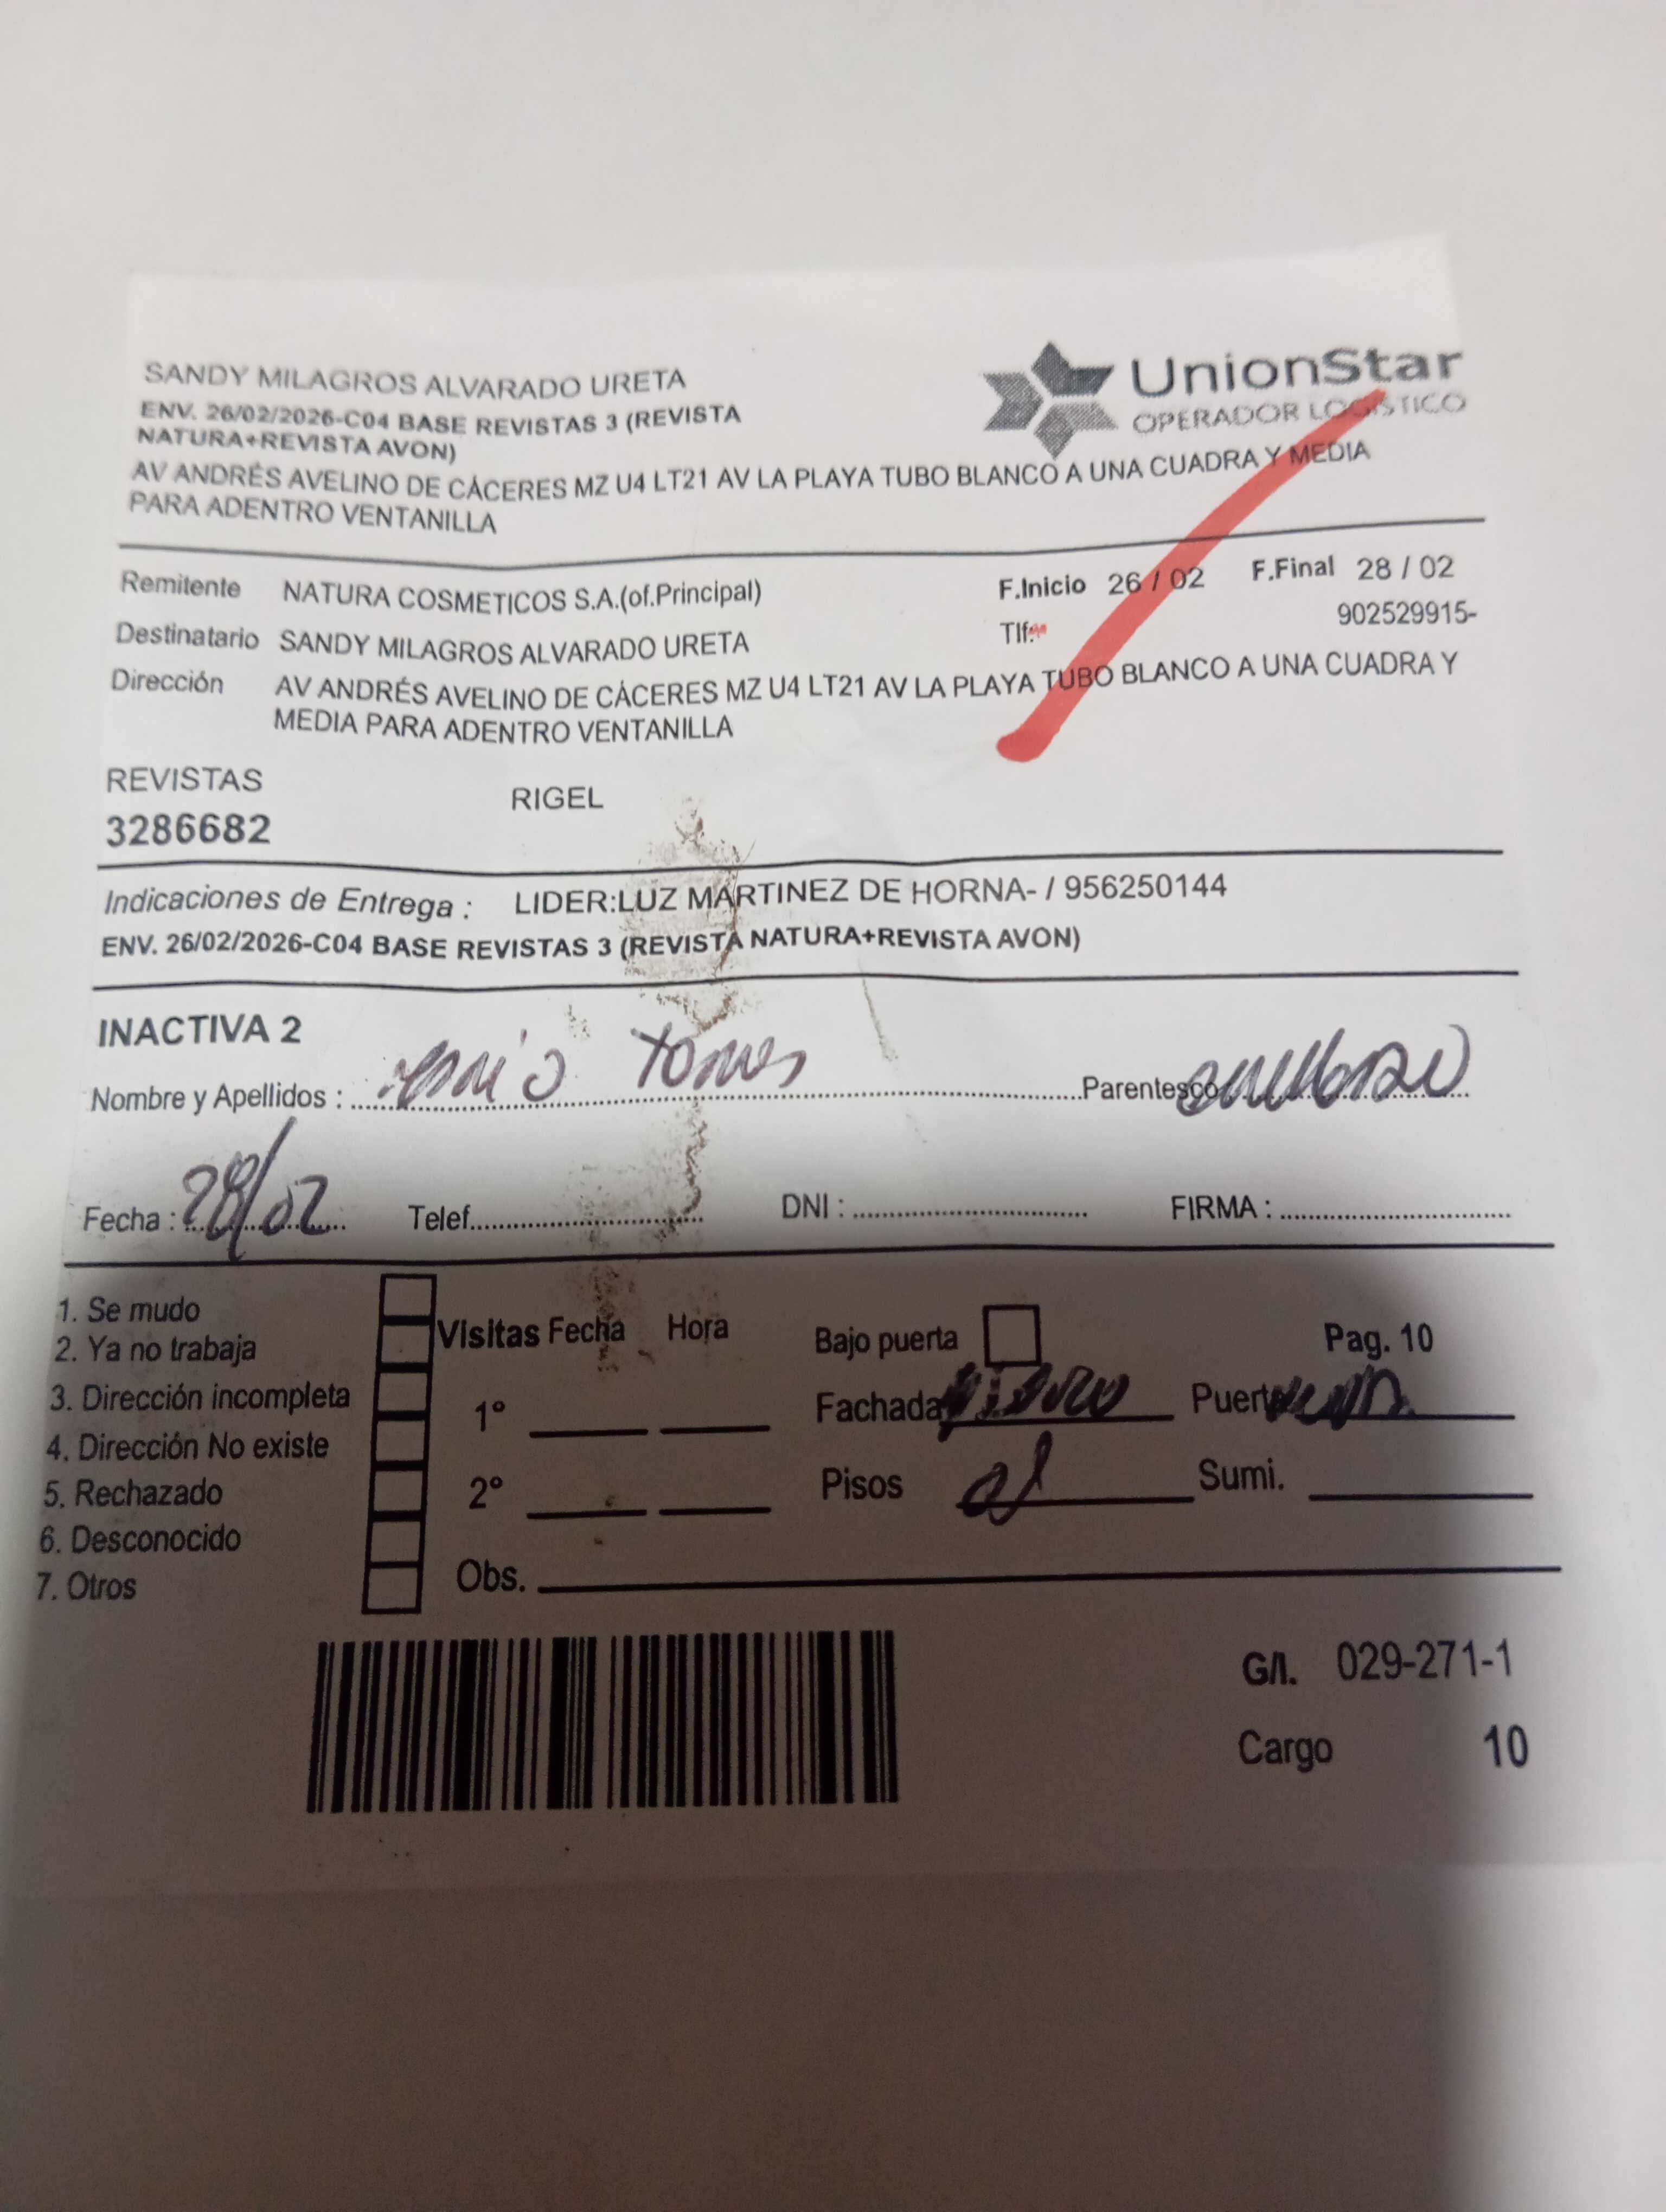 SANDY MILAGROS ALVARADO URETA
UnionStar
OPERADOR LOGISTICO
ENV. 26/02/2026-C04 BASE REVISTAS 3 (REVISTA
NATURA+REVISTA AVON)
AV ANDRÉS AVELINO DE CÁCERES MZ U4 LT21 AV LA PLAYA TUBO BLANCO A UNA CUADRA Y MEDIA
PARA ADENTRO VENTANILLA
Remitente NATURA COSMETICOS S.A.(of.Principal) F.Inicio 26 / 02 F.Final 28 / 02
Destinatario SANDY MILAGROS ALVARADO URETA Tlf: 902529915-
Dirección AV ANDRÉS AVELINO DE CÁCERES MZ U4 LT21 AV LA PLAYA TUBO BLANCO A UNA CUADRA Y
MEDIA PARA ADENTRO VENTANILLA
REVISTAS RIGEL
3286682
Indicaciones de Entrega : LIDER:LUZ MARTINEZ DE HORNA- / 956250144
ENV. 26/02/2026-C04 BASE REVISTAS 3 (REVISTA NATURA+REVISTA AVON)
INACTIVA 2
Nombre y Apellidos : Torres Parentesco
Fecha : 28/02 Telef. DNI : FIRMA :
1. Se mudo
2. Ya no trabaja
3. Dirección incompleta
4. Dirección No existe
5. Rechazado
6. Desconocido
7. Otros
Visitas Fecha Hora
1°
2°
Obs.
Bajo puerta Pag. 10
Fachada Puerta
Pisos Sumi.
G/I. 029-271-1
Cargo 10